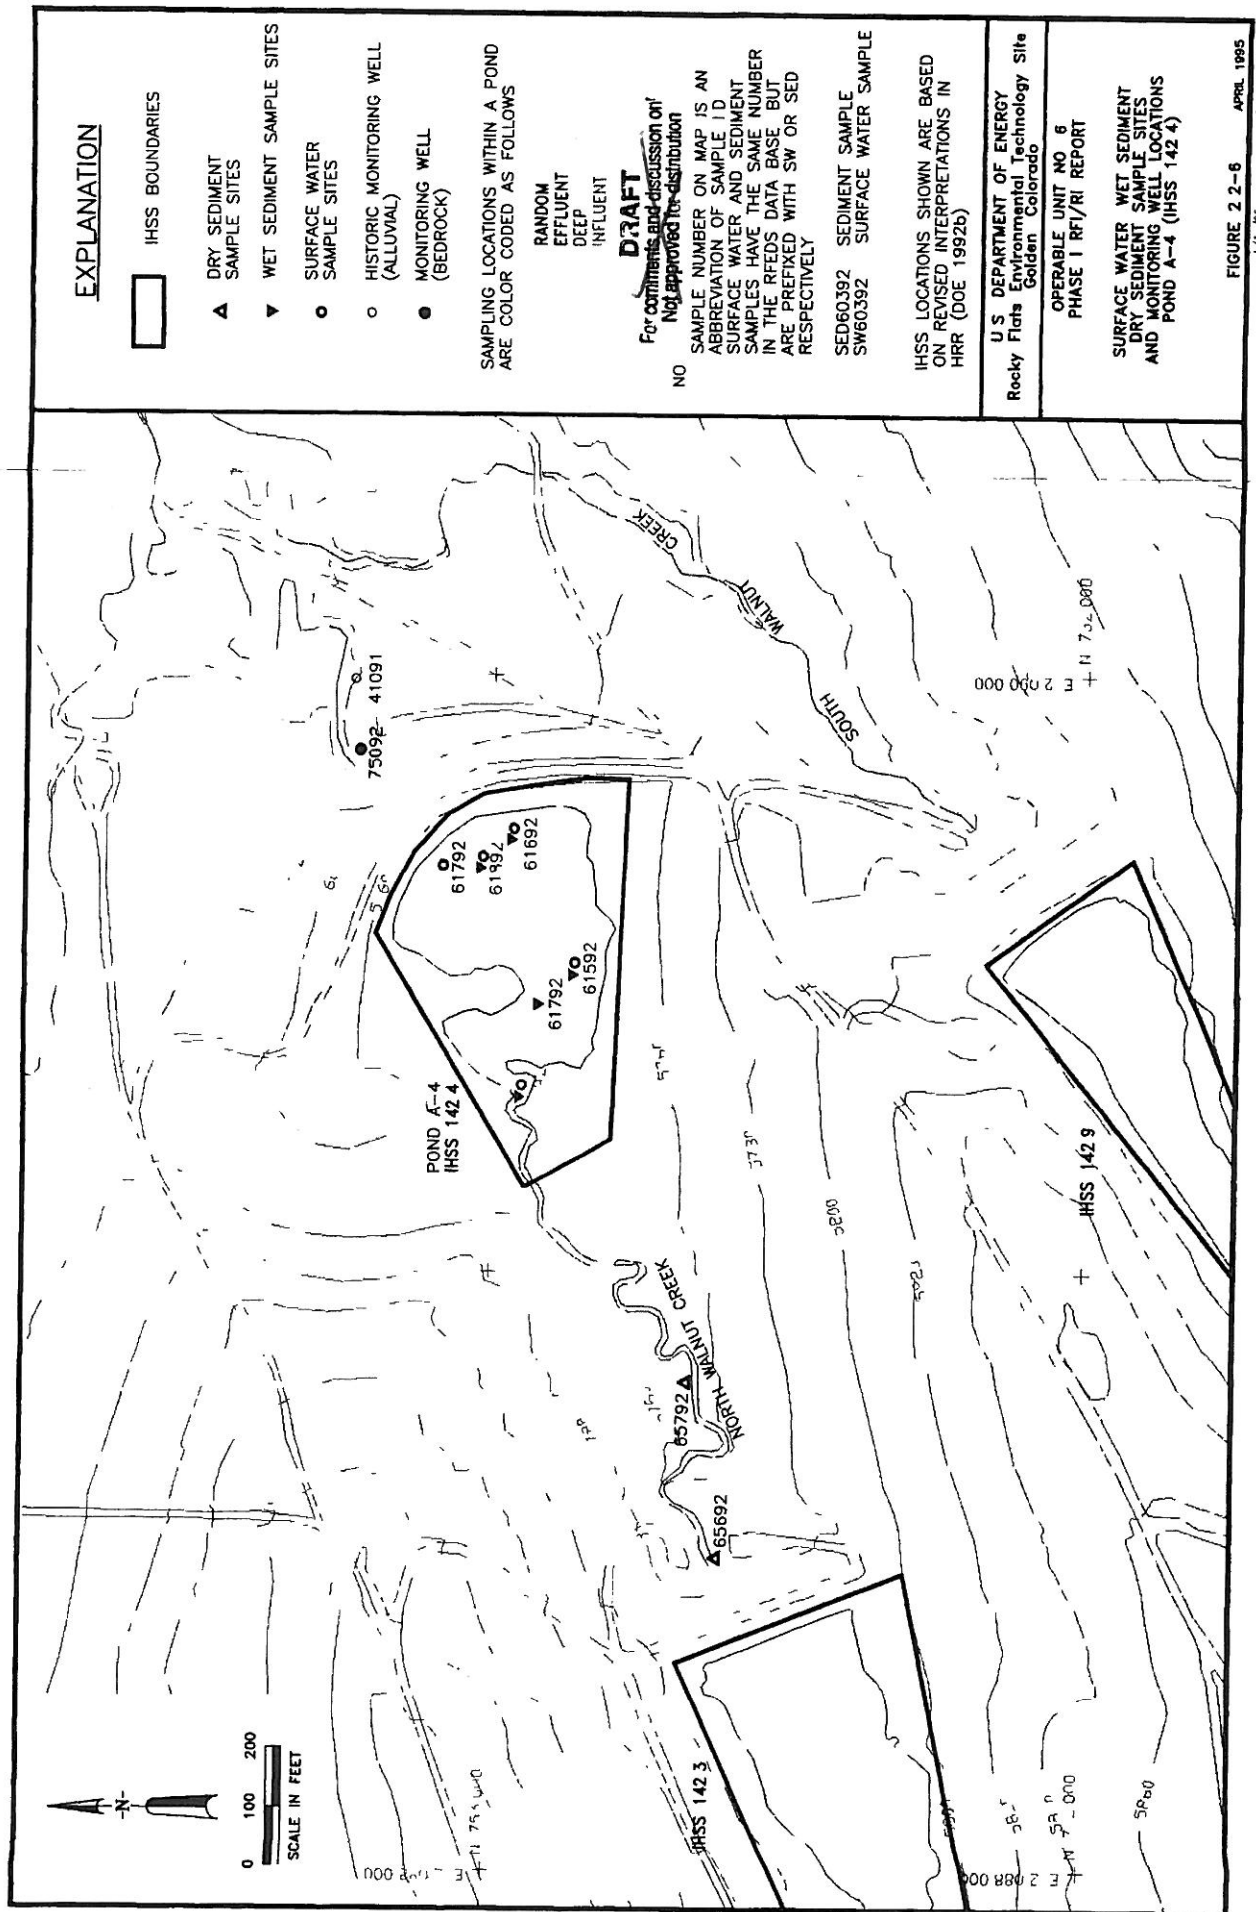 EXPLANATION
IHSS BOUNDARIES
DRY SEDIMENT
SAMPLE SITES
WET SEDIMENT SAMPLE SITES
SURFACE WATER
SAMPLE SITES
HISTORIC MONITORING WELL
(ALLUVIAL)
MONITORING WELL
(BEDROCK)
SAMPLING LOCATIONS WITHIN A POND
ARE COLOR CODED AS FOLLOWS
RANDOM
EFFLUENT
DEEP
INFLUENT
DRAFT
For comments and discussion only
Not approved for distribution
NO
SAMPLE NUMBER ON MAP IS AN
ABBREVIATION OF SAMPLE I D
SURFACE WATER AND SEDIMENT
SAMPLES HAVE THE SAME NUMBER
IN THE RFEDS DATA BASE BUT
ARE PREFIXED WITH SW OR SED
RESPECTIVELY
SED60392 SEDIMENT SAMPLE
SW60392 SURFACE WATER SAMPLE
IHSS LOCATIONS SHOWN ARE BASED
ON REVISED INTERPRETATIONS IN
HRR (DOE 1992b)
U S DEPARTMENT OF ENERGY
Rocky Flats Environmental Technology Site
Golden Colorado
OPERABLE UNIT NO 6
PHASE I RFI/RI REPORT
SURFACE WATER WET SEDIMENT
DRY SEDIMENT SAMPLE SITES
AND MONITORING WELL LOCATIONS
POND A-4 (IHSS 142 4)
FIGURE 2 2-6 APRIL 1995
-N-
0 100 200
SCALE IN FEET
POND A-4
IHSS 142 4
75092 41091
61792
61692
61592
61792
65792
65692
NORTH WALNUT CREEK
SOUTH WALNUT CREEK
IHSS 142 3
IHSS 142 9
E 2 090 000
E 2 088 000
5800